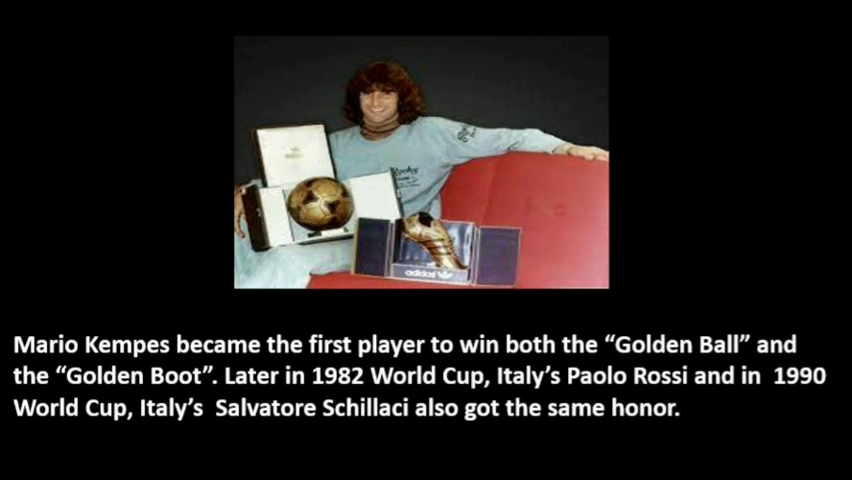 adidas
Mario Kempes became the first player to win both the “Golden Ball” and
the “Golden Boot”. Later in 1982 World Cup, Italy’s Paolo Rossi and in  1990
World Cup, Italy’s  Salvatore Schillaci also got the same honor.